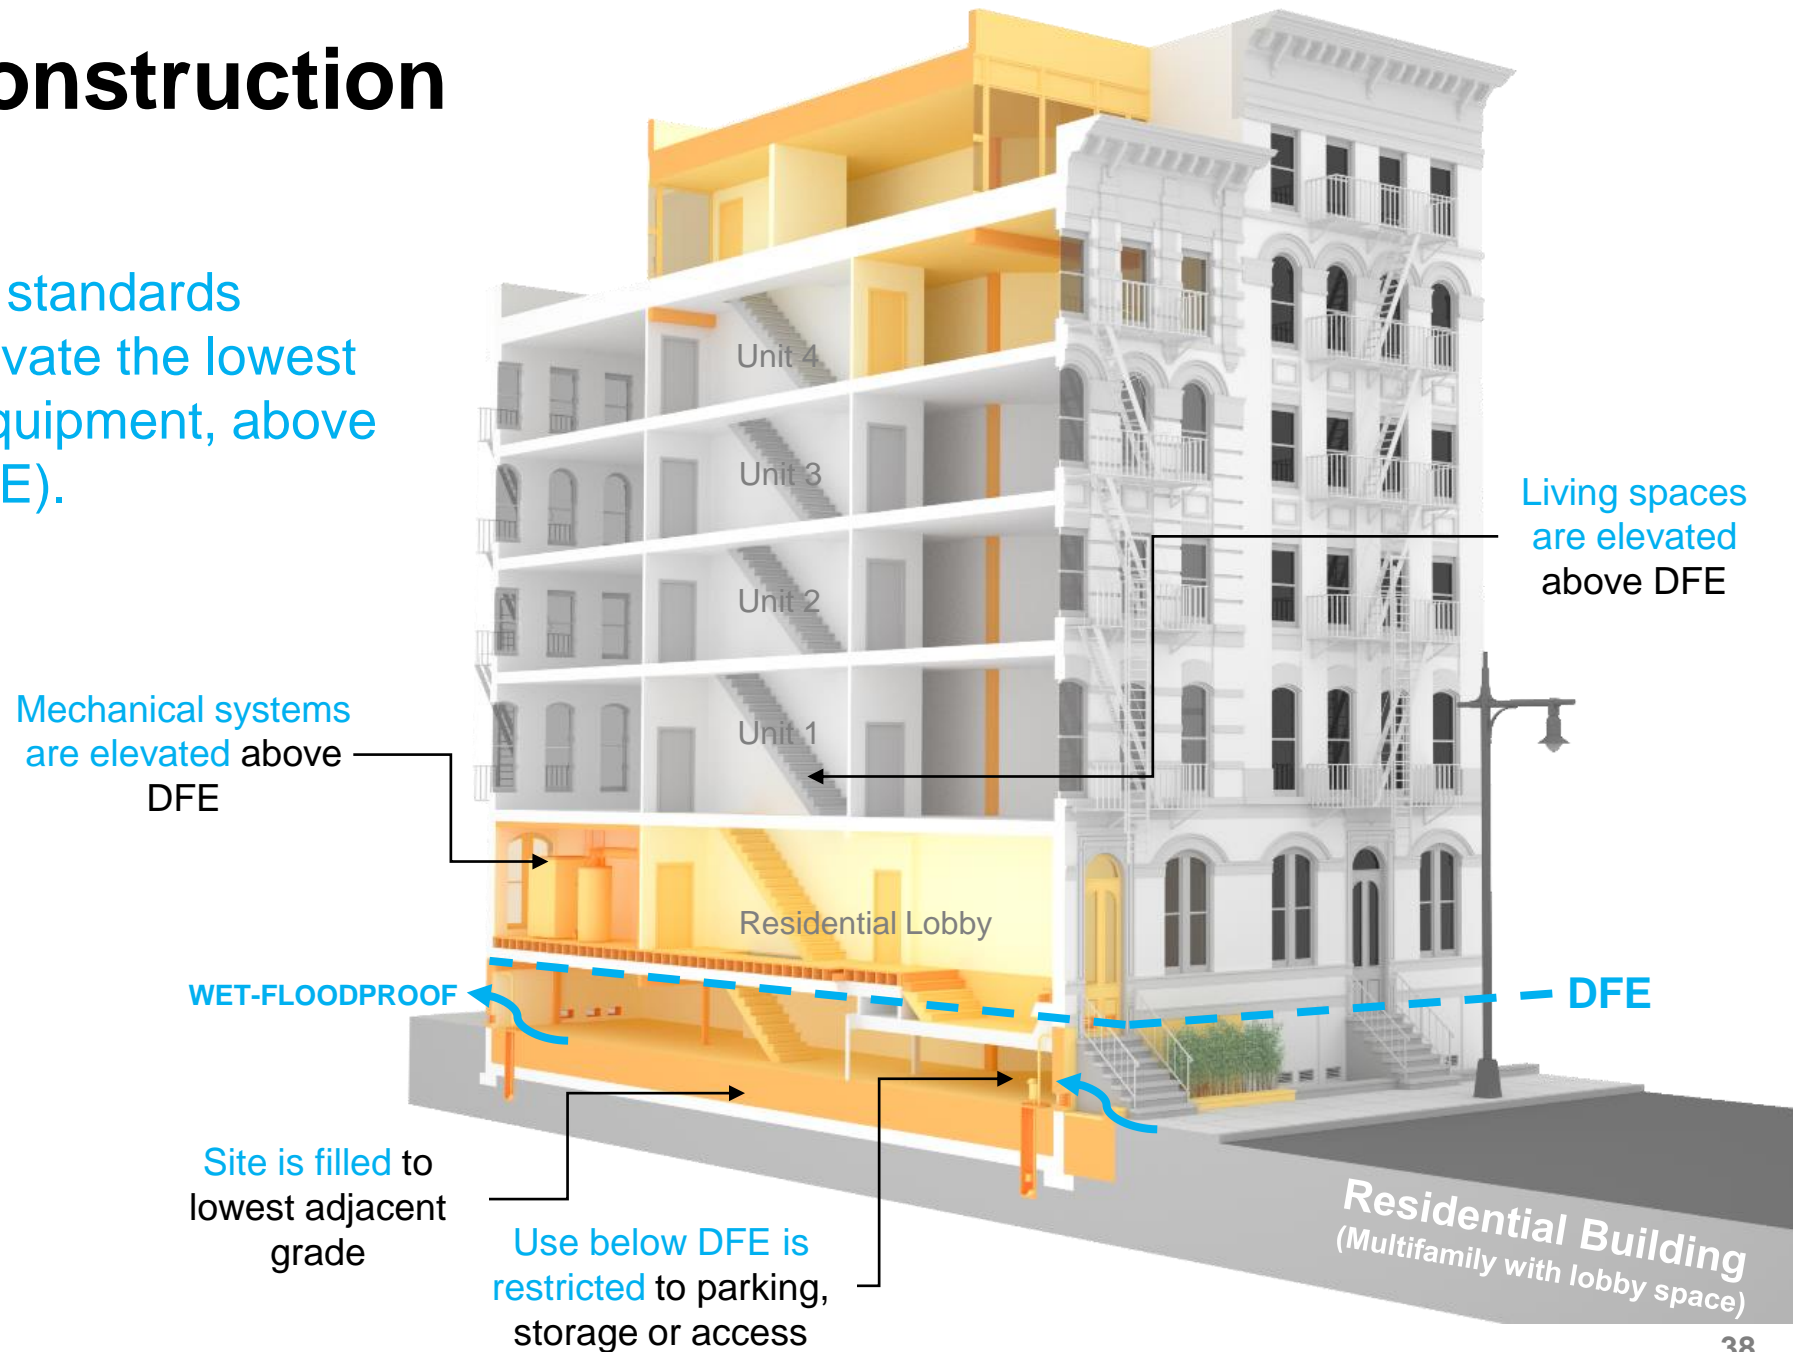 onstruction
standards
vate the lowest
quipment, above
E).
Unit 4
Unit 3
Unit 2
Unit 1
Residential Lobby
Living spaces
are elevated
above DFE
Mechanical systems
are elevated above
DFE
WET-FLOODPROOF
DFE
Site is filled to
lowest adjacent
grade
Use below DFE is
restricted to parking,
storage or access
Residential Building
(Multifamily with lobby space)
38